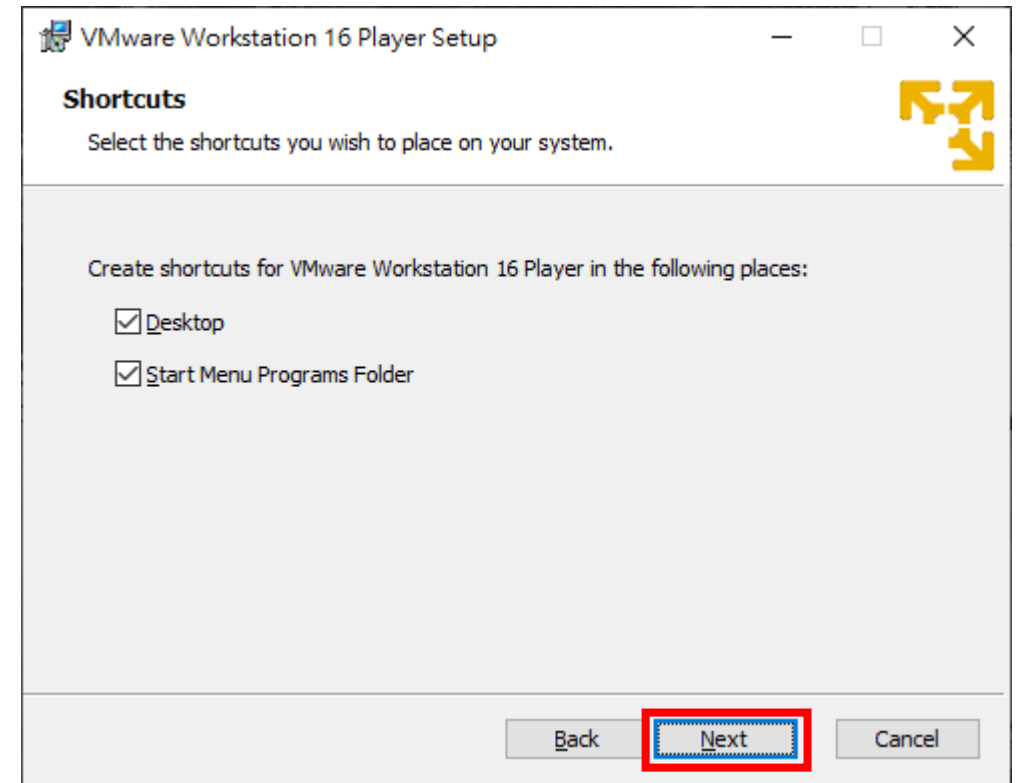 VMware Workstation 16 Player Setup
Shortcuts
Select the shortcuts you wish to place on your system.
Create shortcuts for VMware Workstation 16 Player in the following places:
Desktop
Start Menu Programs Folder
Back Next Cancel